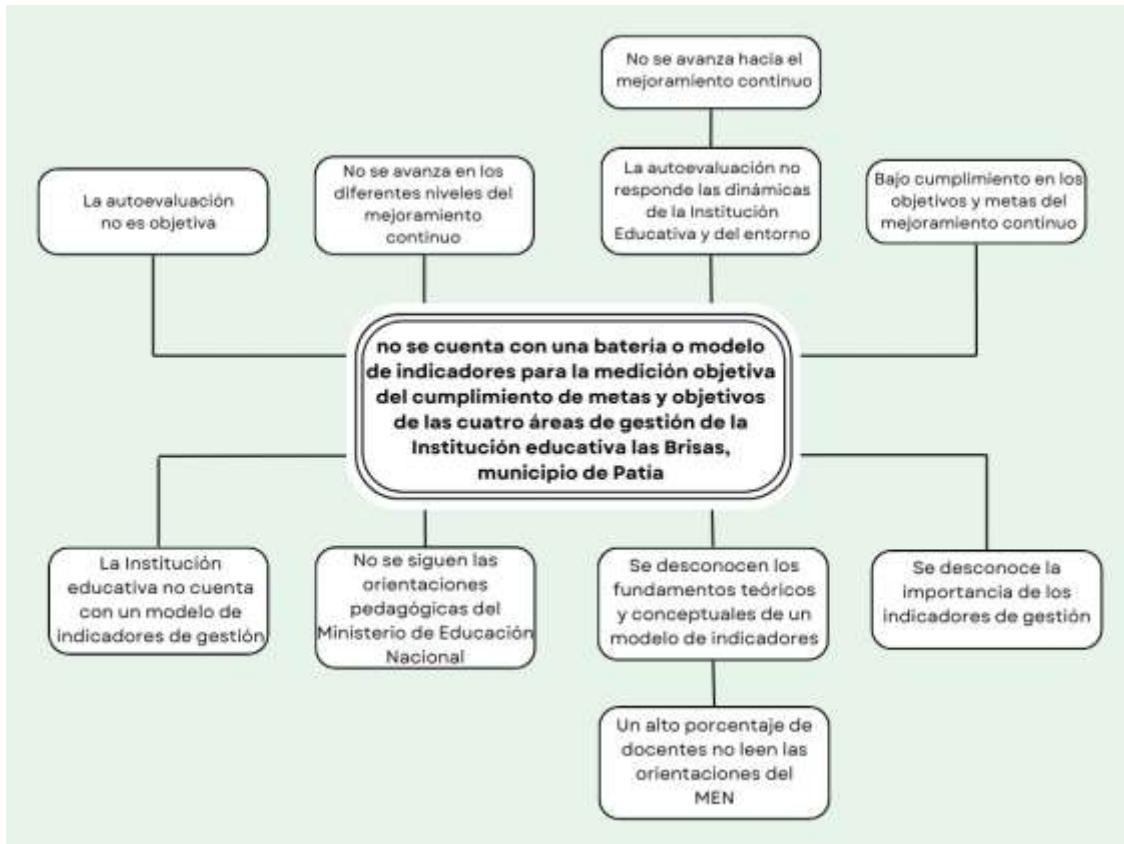 No se avanza hacia el
mejoramiento continuo
La autoevaluación
no es objetiva
No se avanza en los
diferentes niveles del
mejoramiento
continuo
La autoevaluación no
responde las dinámicas
de la Institución
Educativa y del entorno
Bajo cumplimiento en los
objetivos y metas del
mejoramiento continuo
no se cuenta con una batería o modelo
de indicadores para la medición objetiva
del cumplimiento de metas y objetivos
de las cuatro áreas de gestión de la
Institución educativa las Brisas,
municipio de Patia
La Institución
educativa no cuenta
con un modelo de
indicadores de gestión
No se siguen las
orientaciones
pedagógicas del
Ministerio de Educación
Nacional
Se desconocen los
fundamentos teóricos
y conceptuales de un
modelo de indicadores
Se desconoce la
importancia de los
indicadores de gestión
Un alto porcentaje de
docentes no leen las
orientaciones del
MEN